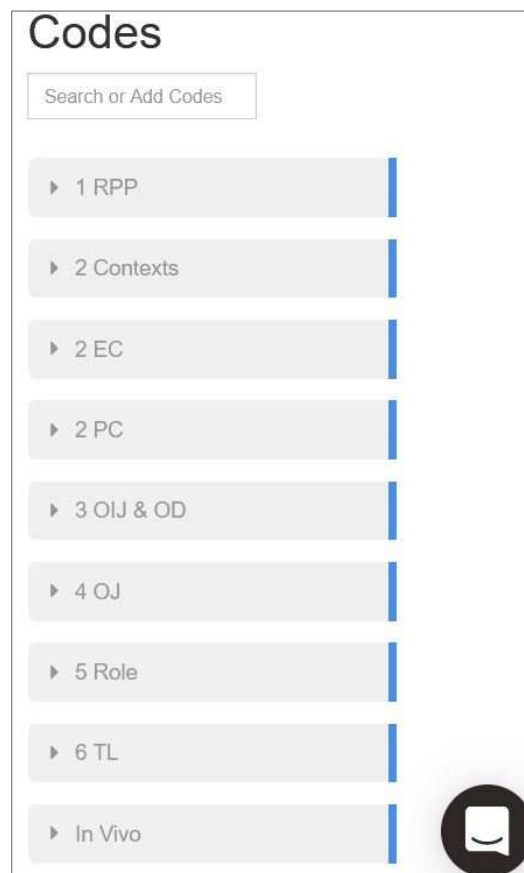 Codes
Search or Add Codes
1 RPP
2 Contexts
2 EC
2 PC
3 OIJ & OD
4 OJ
5 Role
6 TL
In Vivo